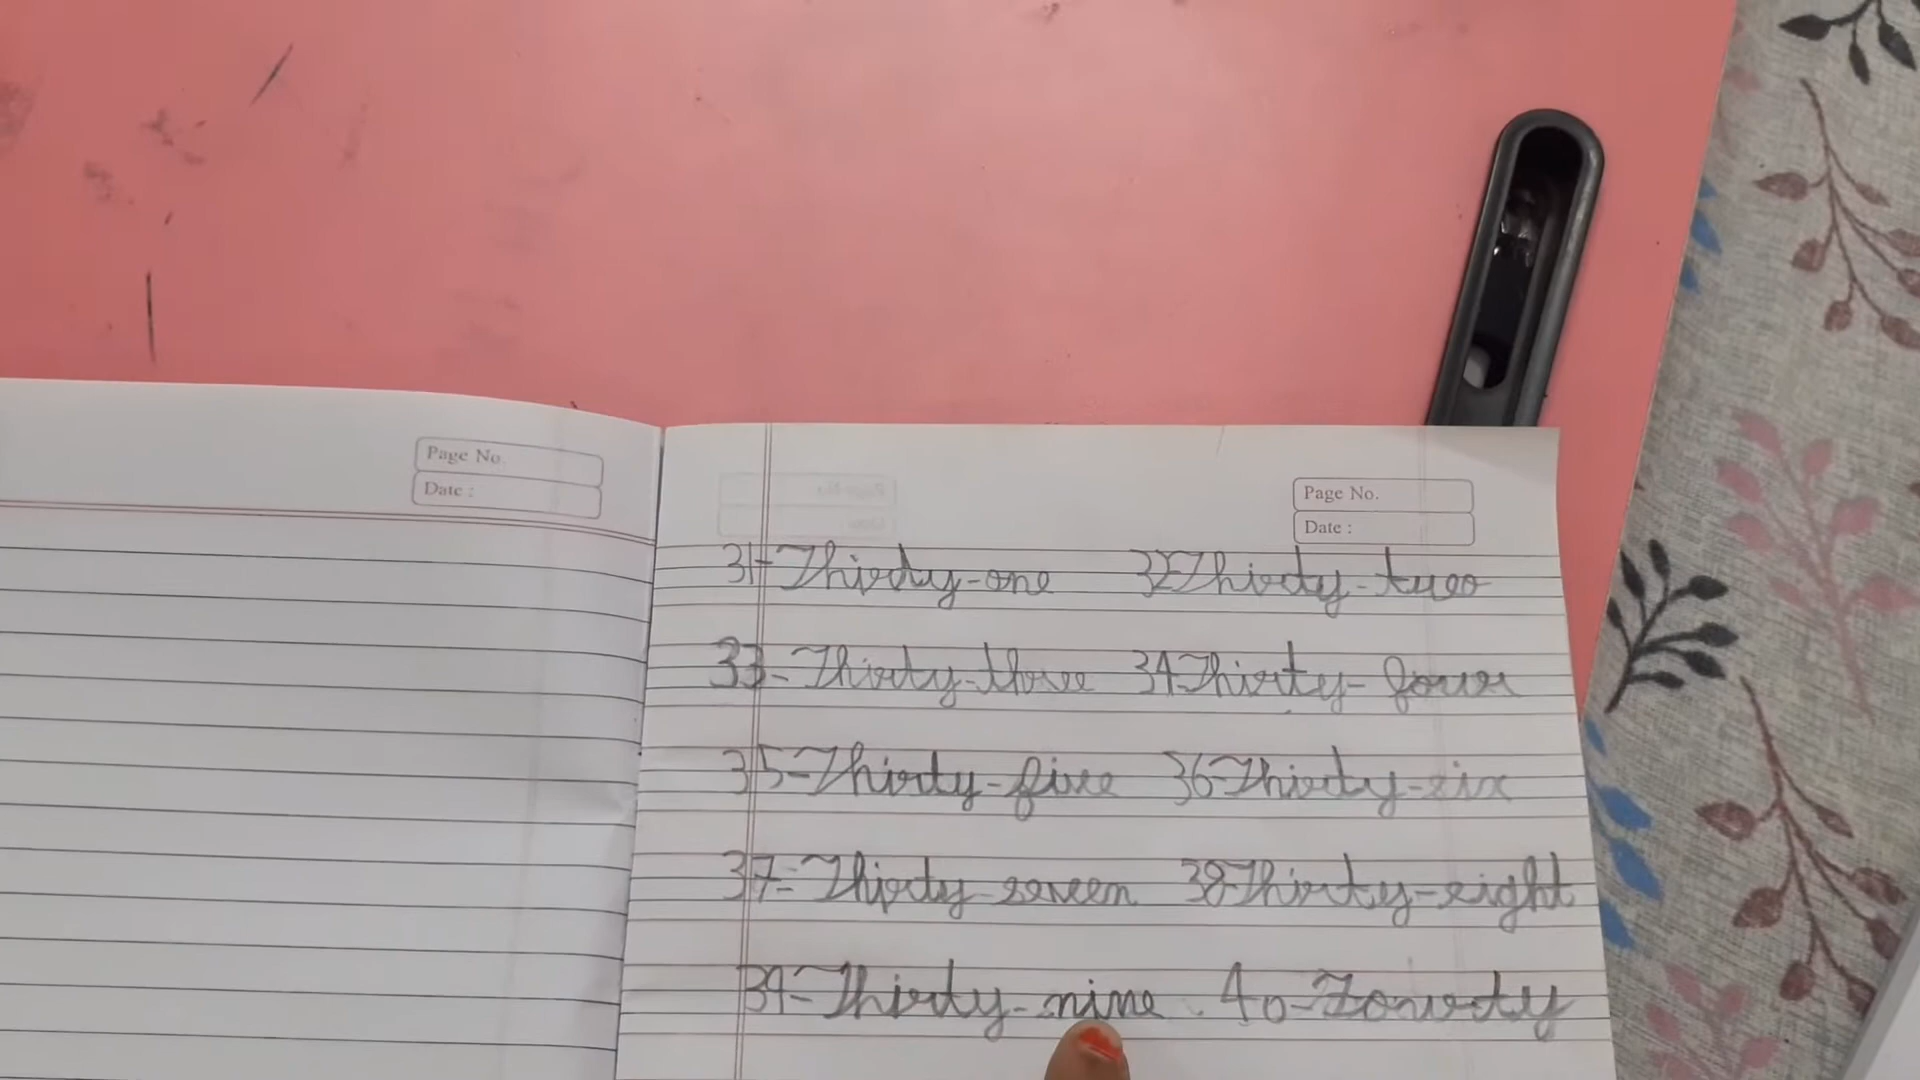 Page No.
Date :
Page No.
Date :
31-Thirty-one 32-Thirty-two
33-Thirty-three 34-Thirty-four
35-Thirty-five 36-Thirty-six
37-Thirty-seven 38-Thirty-eight
39-Thirty-nine. 40-Fourty